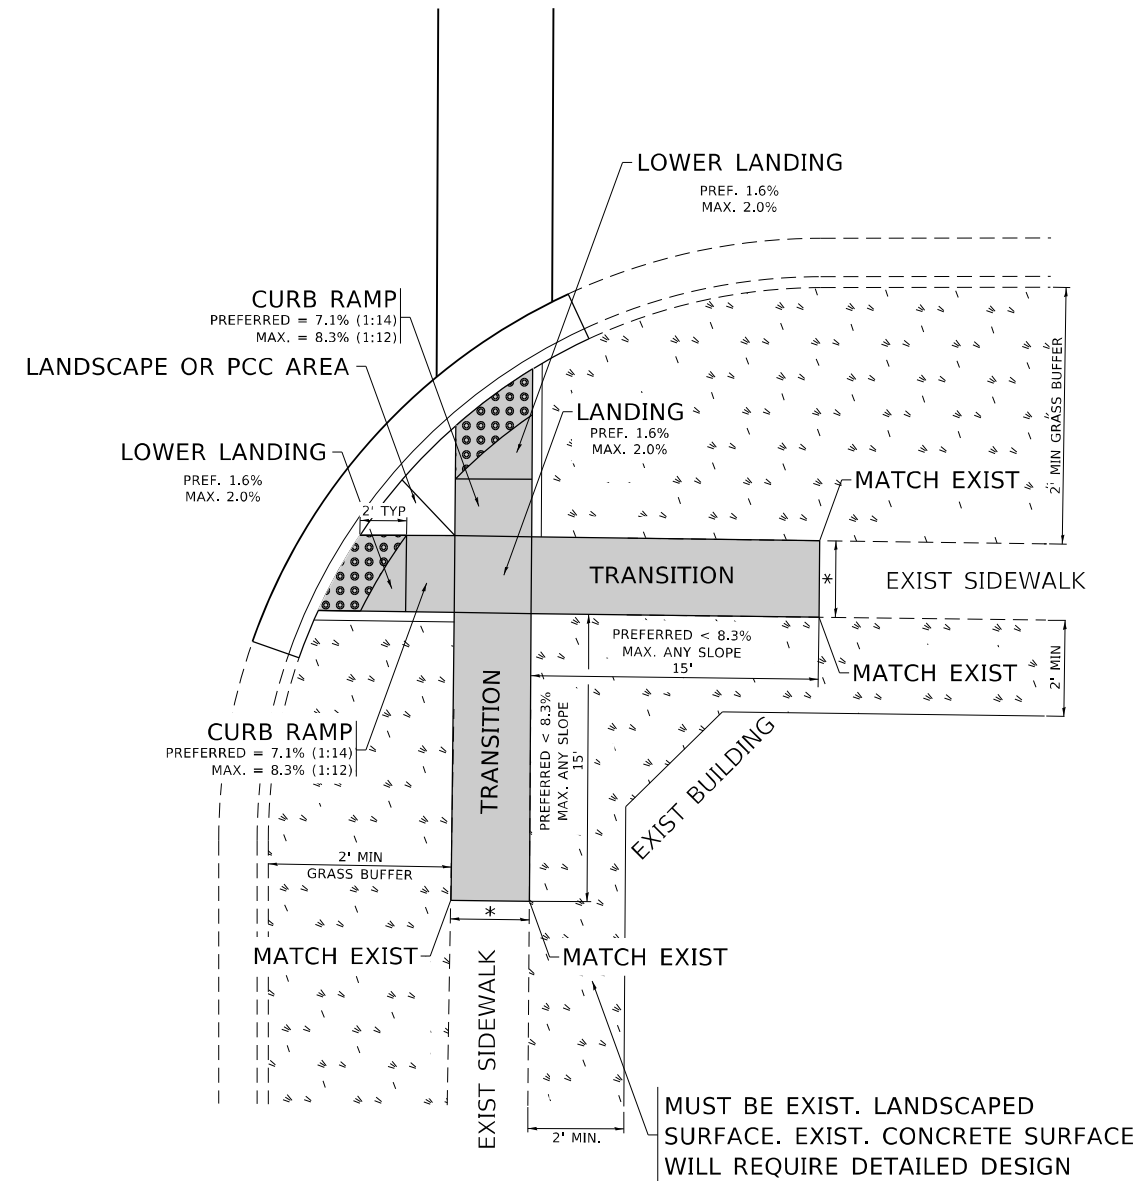 LOWER LANDING
PREF. 1.6%
MAX. 2.0%
CURB RAMP
PREFERRED = 7.1% (1:14)
MAX. = 8.3% (1:12)
LANDSCAPE OR PCC AREA
LANDING
PREF. 1.6%
MAX. 2.0%
LOWER LANDING
PREF. 1.6%
MAX. 2.0%
2' TYP
2' MIN GRASS BUFFER
MATCH EXIST
TRANSITION
*
EXIST SIDEWALK
PREFERRED < 8.3%
MAX. ANY SLOPE
15'
MATCH EXIST
2' MIN
CURB RAMP
PREFERRED = 7.1% (1:14)
MAX. = 8.3% (1:12)
TRANSITION
PREFERRED < 8.3%
MAX. ANY SLOPE
15'
EXIST BUILDING
2' MIN
GRASS BUFFER
*
MATCH EXIST
MATCH EXIST
EXIST SIDEWALK
2' MIN.
MUST BE EXIST. LANDSCAPED
SURFACE. EXIST. CONCRETE SURFACE
WILL REQUIRE DETAILED DESIGN